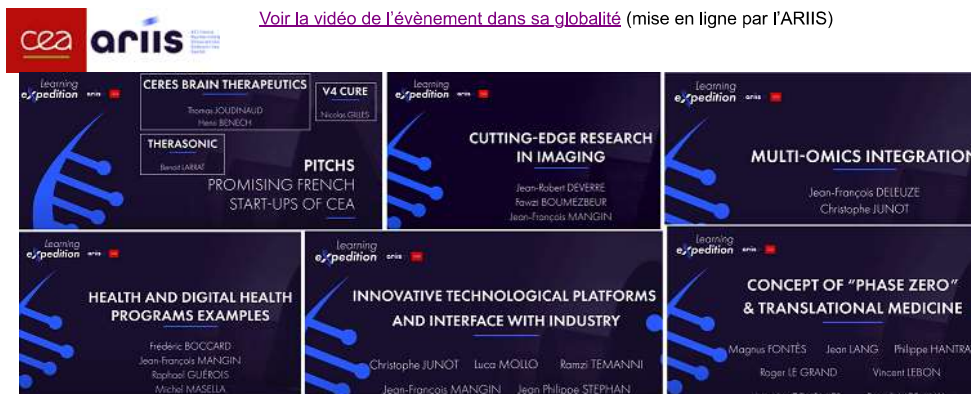 Voir la vidéo de l'évènement dans sa globalité (mise en ligne par l'ARIIS)
cea ariis
Learning
expedition ariis cea
CERES BRAIN THERAPEUTICS
Thomas JOUDINAUD
Henri BENECH
V4 CURE
Nicolas GILLES
THERASONIC
Benoit LARRAT
PITCHS
PROMISING FRENCH
START-UPS OF CEA
Learning
expedition ariis
CUTTING-EDGE RESEARCH
IN IMAGING
Jean-Robert DEVERRE
Fawzi BOUMEZBEUR
Jean-François MANGIN
Learning
expedition ariis
MULTI-OMICS INTEGRATION
Jean-François DELEUZE
Christophe JUNOT
Learning
expedition ariis
HEALTH AND DIGITAL HEALTH
PROGRAMS EXAMPLES
Frédéric BOCCARD
Jean-François MANGIN
Raphael GUÉROIS
Michel MASELLA
Learning
expedition ariis
INNOVATIVE TECHNOLOGICAL PLATFORMS
AND INTERFACE WITH INDUSTRY
Christophe JUNOT Luca MOLLO Ramzi TEMANNI
Jean-François MANGIN Jean Philippe STEPHAN
Learning
expedition ariis
CONCEPT OF "PHASE ZERO"
& TRANSLATIONAL MEDICINE
Magnus FONTÈS Jean LANG Philippe HANTRA
Roger LE GRAND Vincent LEBON